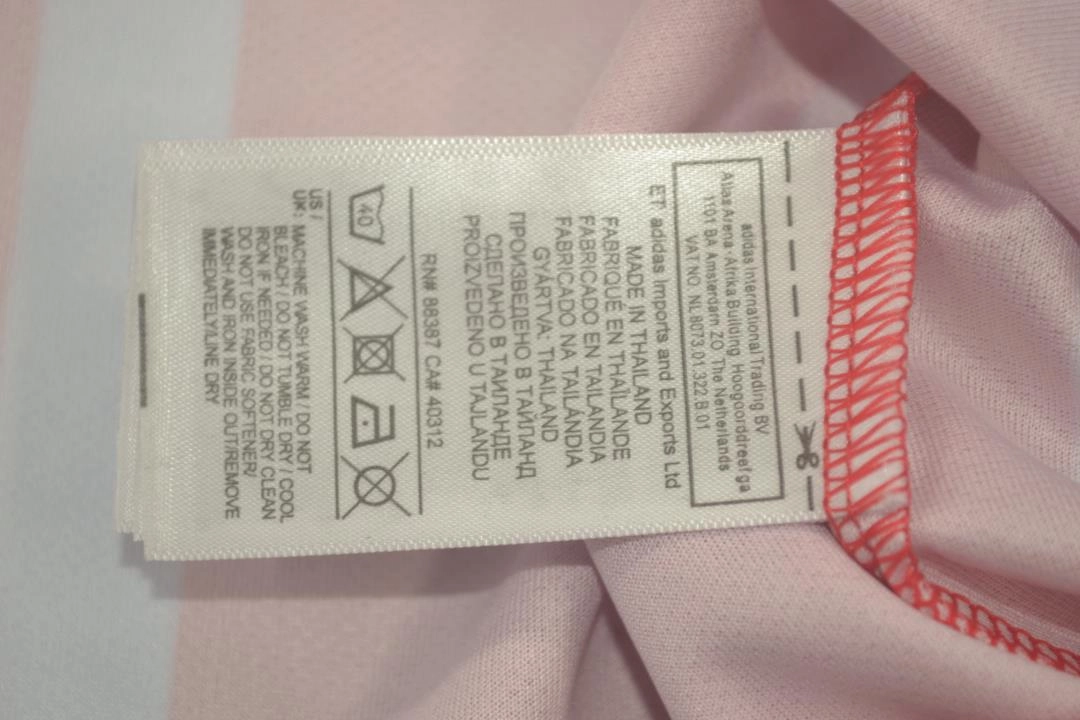 adidas International Trading BV
Atlas Arena - Afrika Building, Hoogoorddreef 9a
1101 BA Amsterdam ZO, The Netherlands
VAT NO. NL 8073.01.322.B.01
ET: adidas Imports and Exports Ltd
MADE IN THAILAND
FABRIQUÉ EN THAÏLANDE
FABRICADO EN TAILANDIA
FABRICADO NA TAILÂNDIA
GYÁRTVA: THAILAND
ПРОИЗВЕДЕНО В ТАЙЛАНД
СДЕЛАНО В ТАИЛАНДЕ
PROIZVEDENO U TAJLANDU
RN# 88387 CA# 40312
40
US /
UK: MACHINE WASH WARM / DO NOT
BLEACH / DO NOT TUMBLE DRY / COOL
IRON IF NEEDED / DO NOT DRY CLEAN
DO NOT USE FABRIC SOFTENER/
WASH AND IRON INSIDE OUT/REMOVE
IMMEDIATELY/LINE DRY